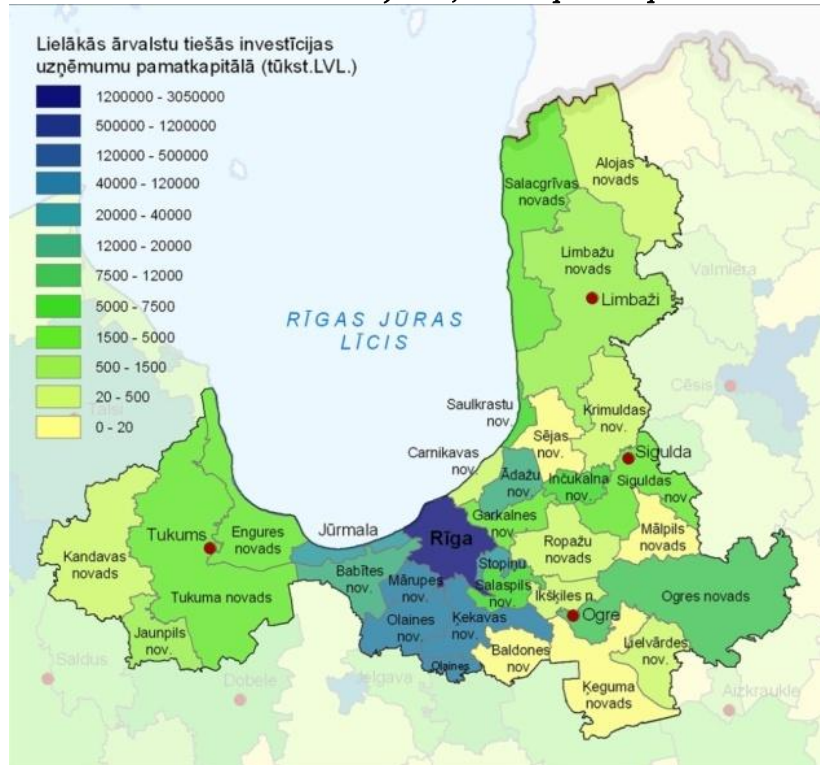 Lielākās ārvalstu tiešās investīcijas
uzņēmumu pamatkapitālā (tūkst.LVL.)
1200000 - 3050000
500000 - 1200000
120000 - 500000
40000 - 120000
20000 - 40000
12000 - 20000
7500 - 12000
5000 - 7500
1500 - 5000
500 - 1500
20 - 500
0 - 20
RĪGAS JŪRAS
LĪCIS
Salacgrīvas
novads
Alojas
novads
Limbažu
novads
Limbaži
Valmiera
Cēsis
Talsi
Saulkrastu
nov.
Krimuldas
nov.
Sējas
nov.
Carnikavas
nov.
Sigulda
Ādažu
nov.
Inčukalna
nov.
Siguldas
nov.
Garkalnes
nov.
Mālpils
novads
Tukums
Engures
novads
Jūrmala
Rīga
Ropažu
novads
Kandavas
novads
Babītes
nov.
Mārupes
nov.
Stopiņu
Salaspils
nov.
Ikšķiles n.
Ogres novads
Tukuma novads
Olaines
nov.
Ķekavas
nov.
Ogre
Jaunpils
nov.
Baldones
nov.
Lielvārdes
nov.
Olaines
Ķeguma
novads
Saldus
Dobele
Jelgava
Aizkraukle